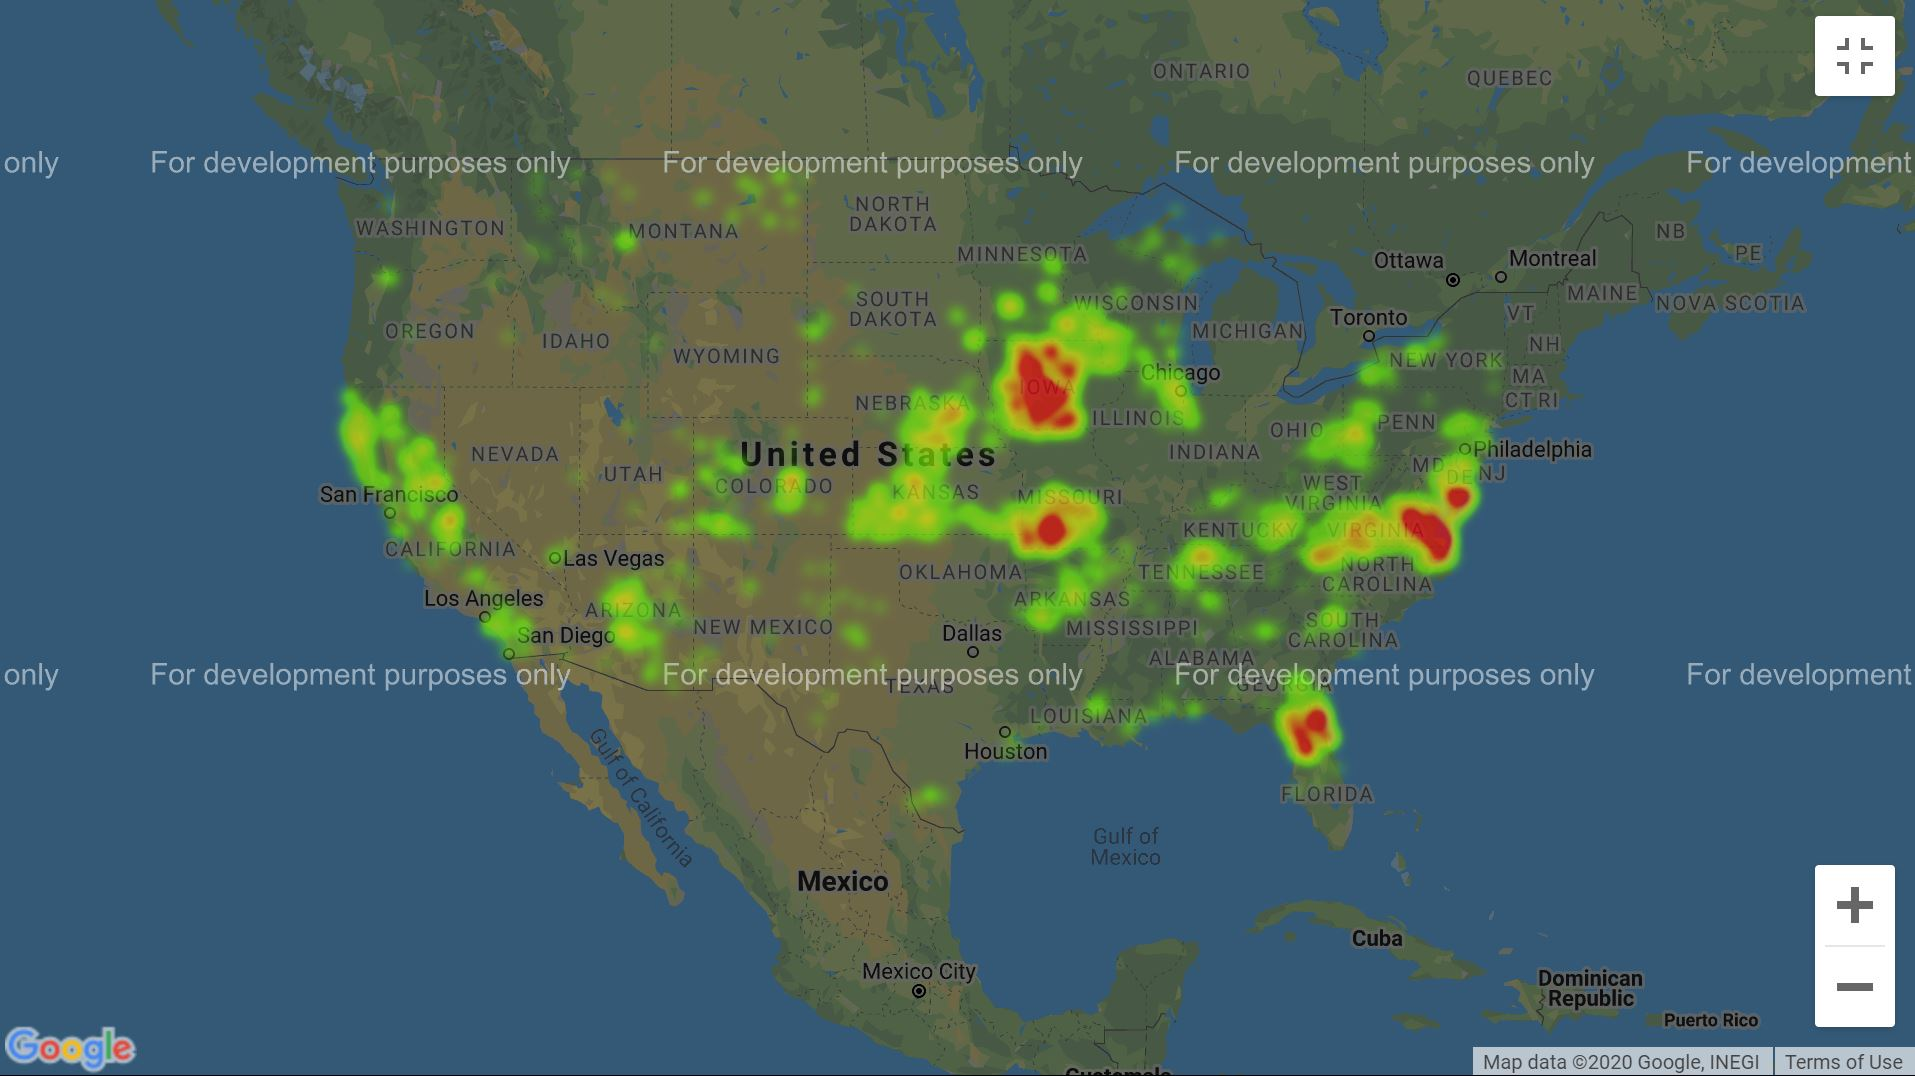 ONTARIO
QUEBEC
only
For development purposes only
For development purposes only
For development purposes only
For development
WASHINGTON
MONTANA
NORTH
DAKOTA
MINNESOTA
Ottawa
Montreal
NB
PE
MAINE
NOVA SCOTIA
SOUTH
DAKOTA
WISCONSIN
MICHIGAN
Toronto
VT
NH
OREGON
IDAHO
WYOMING
NEW YORK
MA
CT RI
Chicago
IOWA
NEBRASKA
ILLINOIS
OHIO
PENN
INDIANA
Philadelphia
NEVADA
United States
UTAH
COLORADO
KANSAS
MISSOURI
MD
DE NJ
WEST
VIRGINIA
San Francisco
CALIFORNIA
KENTUCKY
VIRGINIA
Las Vegas
OKLAHOMA
TENNESSEE
NORTH
CAROLINA
Los Angeles
ARIZONA
NEW MEXICO
ARKANSAS
San Diego
Dallas
MISSISSIPPI
SOUTH
CAROLINA
ALABAMA
only
For development purposes only
For development purposes only
For development purposes only
For development
TEXAS
GEORGIA
LOUISIANA
Houston
FLORIDA
Gulf of California
Gulf of
Mexico
Mexico
Cuba
Mexico City
Dominican
Republic
Puerto Rico
Google
Map data ©2020 Google, INEGI
Terms of Use
Guatemala